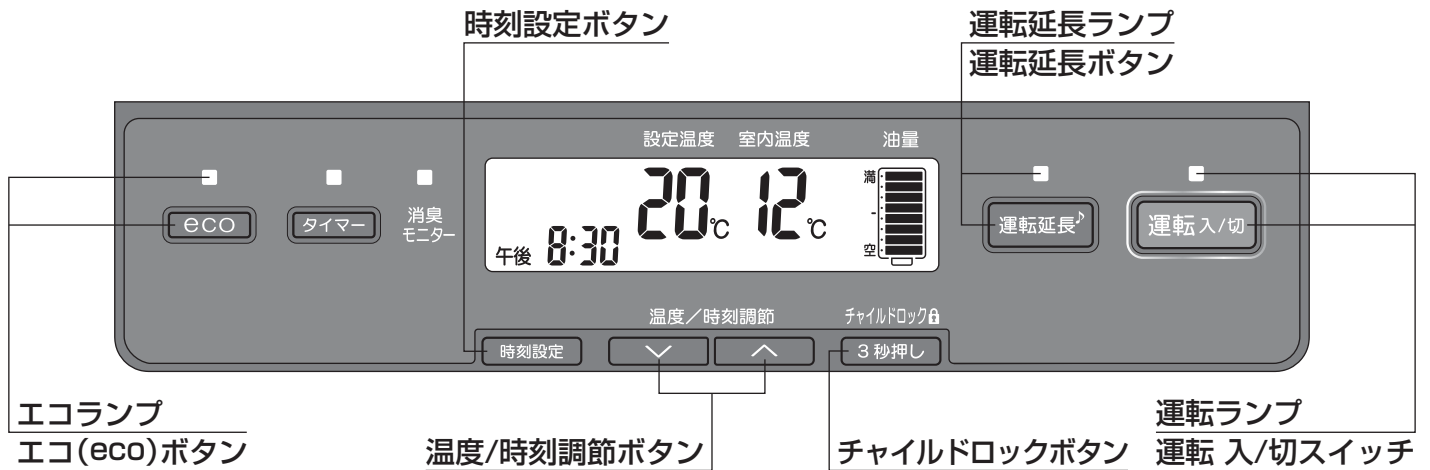 時刻設定ボタン
運転延長ランプ
運転延長ボタン
設定温度 室内温度 油量
eco
タイマー
消臭
モニター
午後 8:30
20℃ 12℃
満
空
運転延長♪
運転 入/切
温度／時刻調節
チャイルドロック
時刻設定
3秒押し
エコランプ
エコ(eco)ボタン
温度/時刻調節ボタン
チャイルドロックボタン
運転ランプ
運転 入/切スイッチ